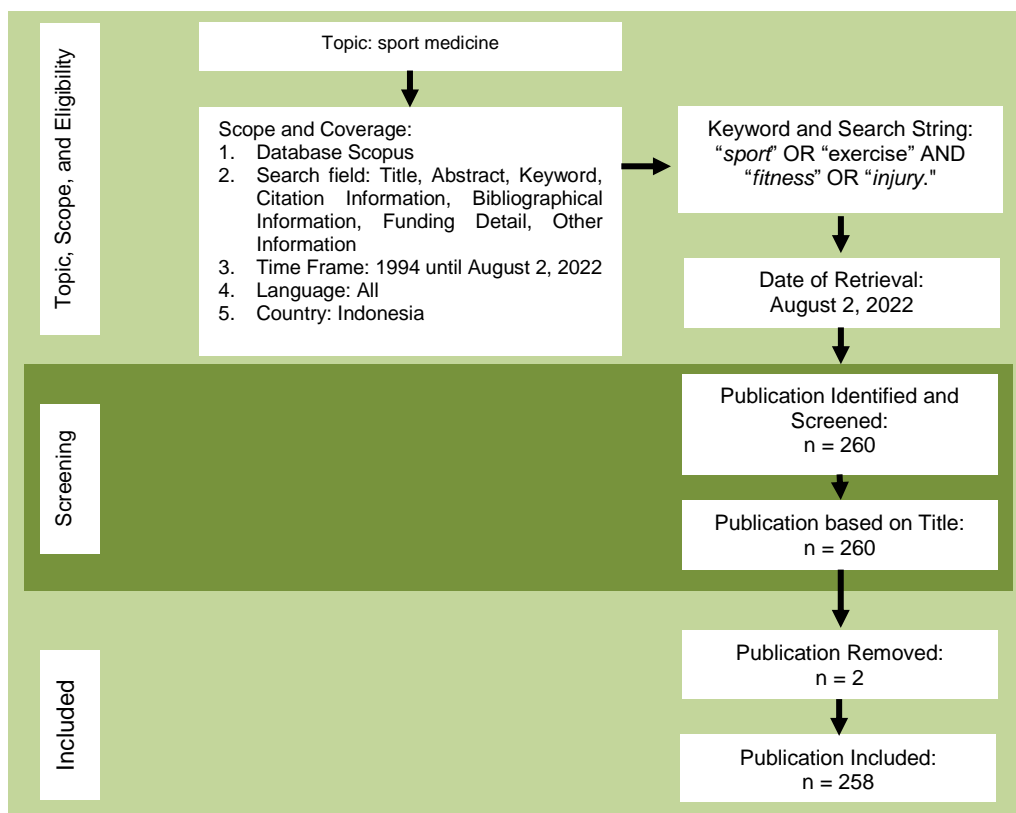 Topic, Scope, and Eligibility
Topic: sport medicine
Scope and Coverage:
1. Database Scopus
2. Search field: Title, Abstract, Keyword,
Citation Information, Bibliographical
Information, Funding Detail, Other
Information
3. Time Frame: 1994 until August 2, 2022
4. Language: All
5. Country: Indonesia
Keyword and Search String:
“sport” OR “exercise” AND
“fitness” OR “injury."
Date of Retrieval:
August 2, 2022
Screening
Publication Identified and
Screened:
n = 260
Publication based on Title:
n = 260
Included
Publication Removed:
n = 2
Publication Included:
n = 258